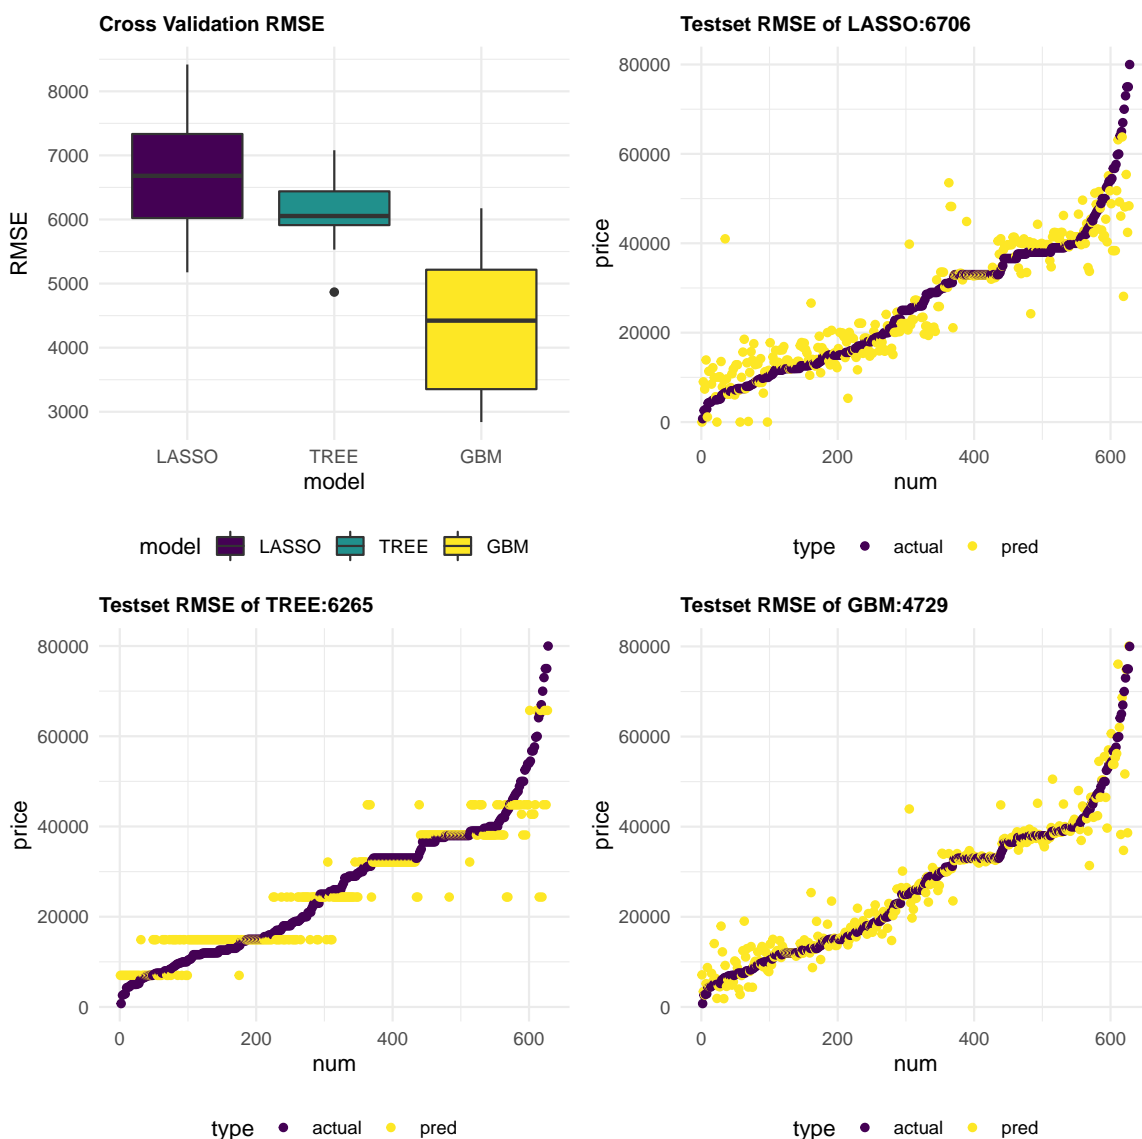 Cross Validation RMSE
8000
7000
6000
5000
4000
3000
RMSE
LASSO TREE GBM
model
model LASSO TREE GBM
Testset RMSE of LASSO:6706
80000
60000
40000
20000
0
price
0 200 400 600
num
type actual pred
Testset RMSE of TREE:6265
80000
60000
40000
20000
0
price
0 200 400 600
num
type actual pred
Testset RMSE of GBM:4729
80000
60000
40000
20000
0
price
0 200 400 600
num
type actual pred